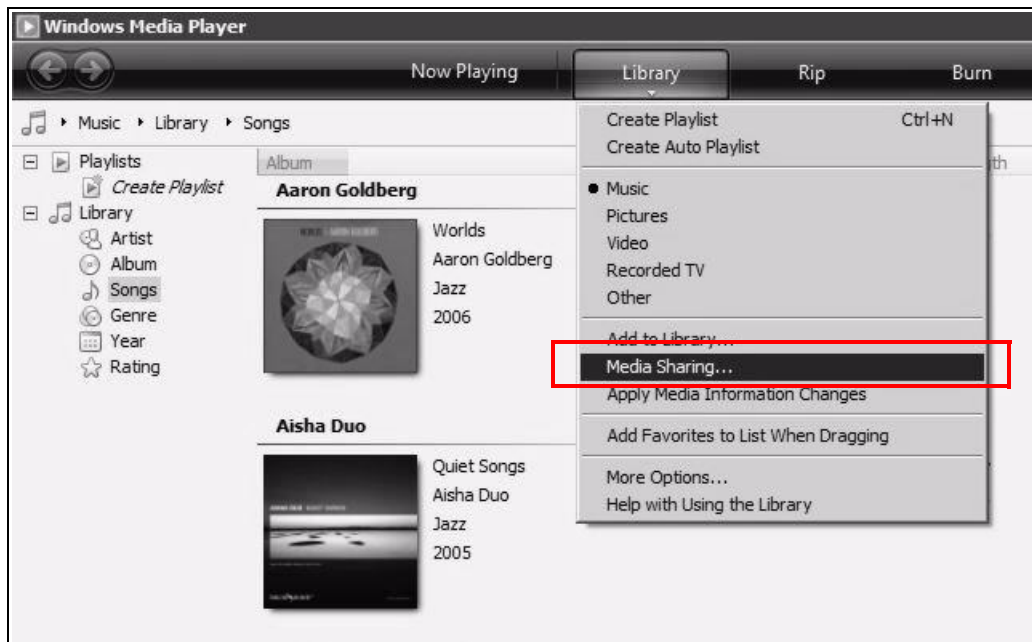 Windows Media Player
Now Playing
Library
Rip
Burn
Music
Library
Songs
Playlists
Create Playlist
Library
Artist
Album
Songs
Genre
Year
Rating
Album
Aaron Goldberg
Worlds
Aaron Goldberg
Jazz
2006
Aisha Duo
Quiet Songs
Aisha Duo
Jazz
2005
Create Playlist Ctrl+N
Create Auto Playlist
Music
Pictures
Video
Recorded TV
Other
Add to Library...
Media Sharing...
Apply Media Information Changes
Add Favorites to List When Dragging
More Options...
Help with Using the Library